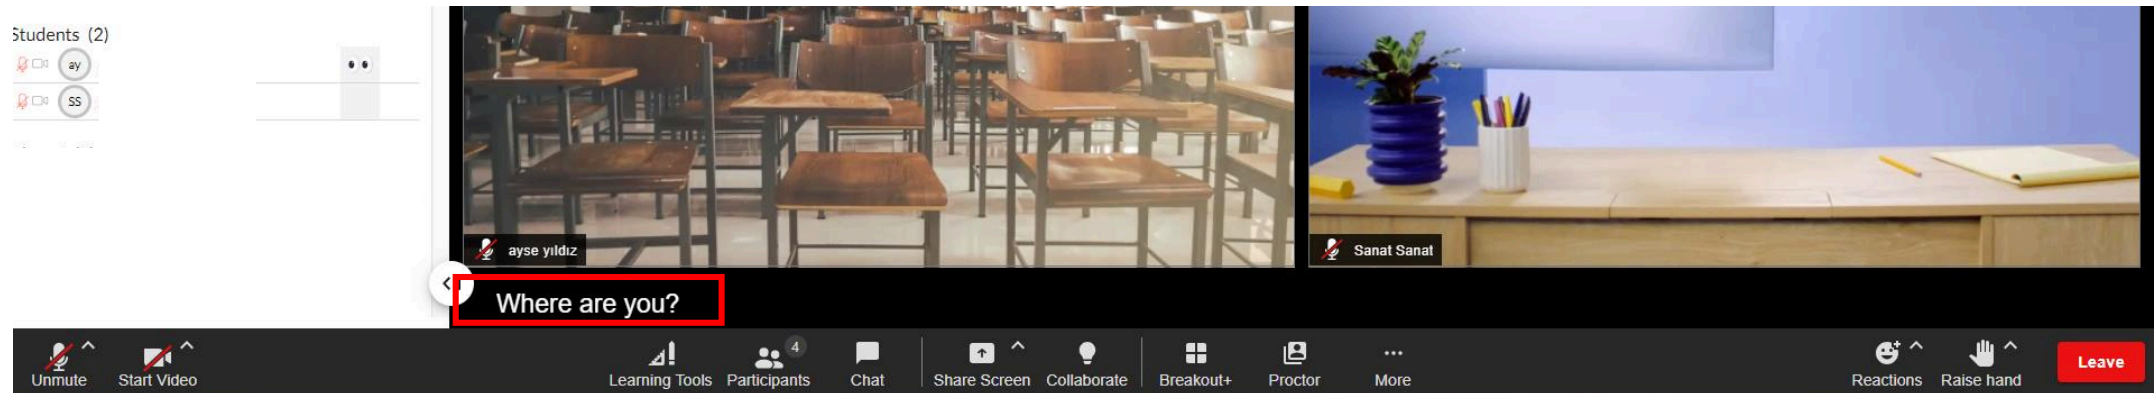 Students (2)
ay
SS
ayse yıldız
Sanat Sanat
Where are you?
Unmute
Start Video
Learning Tools
Participants
4
Chat
Share Screen
Collaborate
Breakout+
Proctor
More
Reactions
Raise hand
Leave